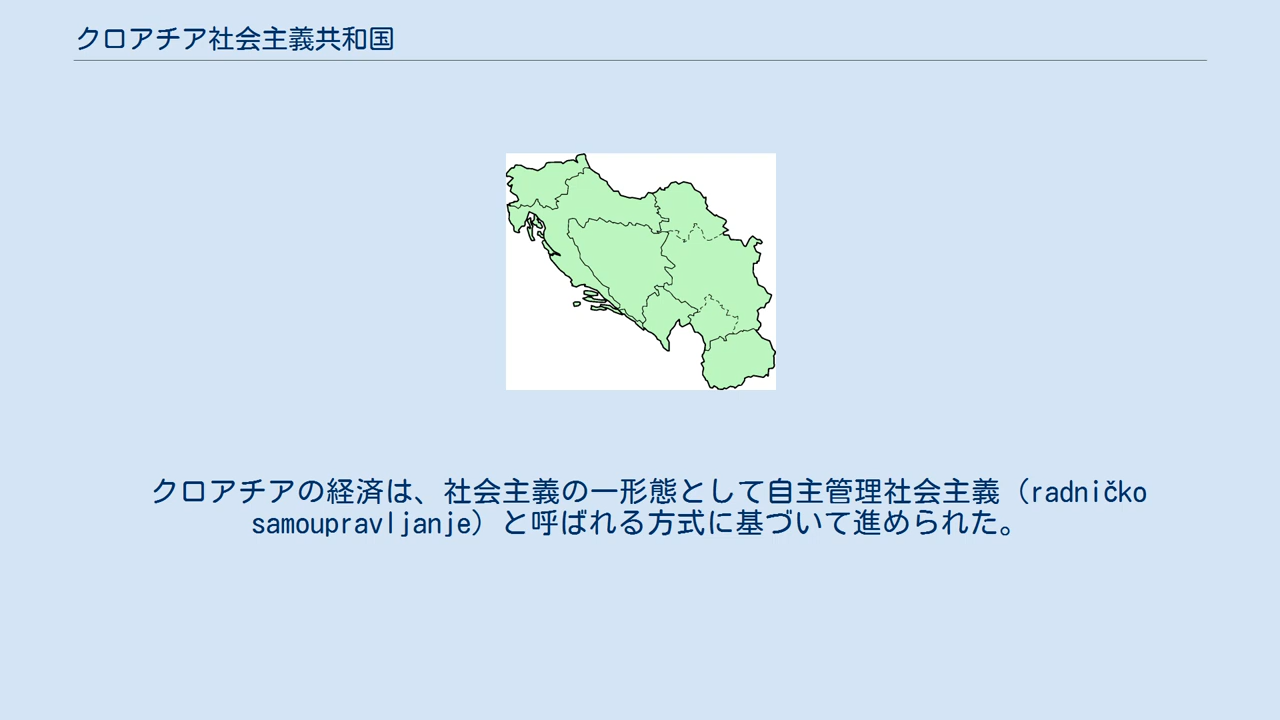 クロアチア社会主義共和国
クロアチアの経済は、社会主義の一形態として自主管理社会主義（radničko
samoupravljanje）と呼ばれる方式に基づいて進められた。